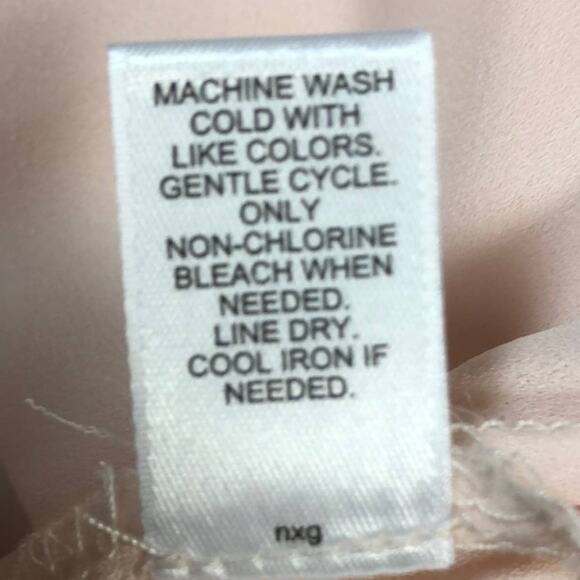 MACHINE WASH
COLD WITH
LIKE COLORS.
GENTLE CYCLE.
ONLY
NON-CHLORINE
BLEACH WHEN
NEEDED.
LINE DRY.
COOL IRON IF
NEEDED.
nxg